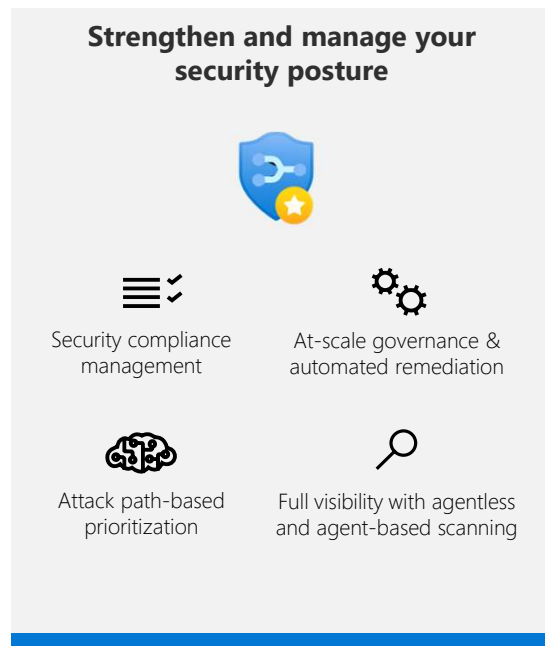 Strengthen and manage your
security posture
Security compliance
management
At-scale governance &
automated remediation
Attack path-based
prioritization
Full visibility with agentless
and agent-based scanning